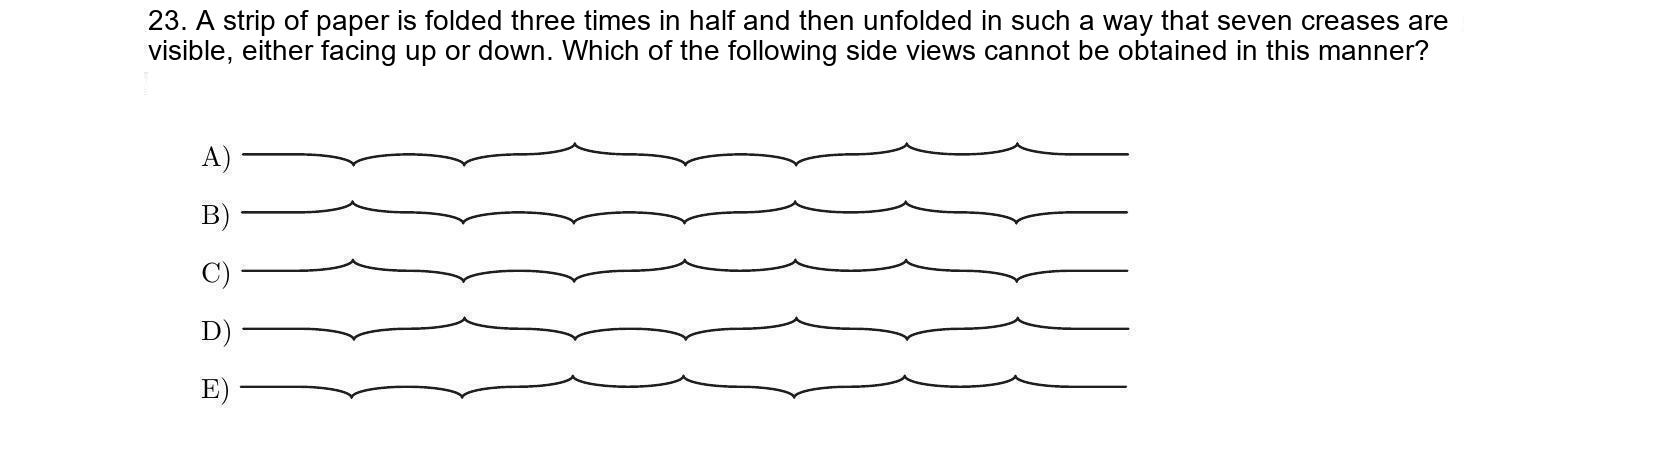 23. A strip of paper is folded three times in half and then unfolded in such a way that seven creases are
visible, either facing up or down. Which of the following side views cannot be obtained in this manner?
A)
B)
C)
D)
E)